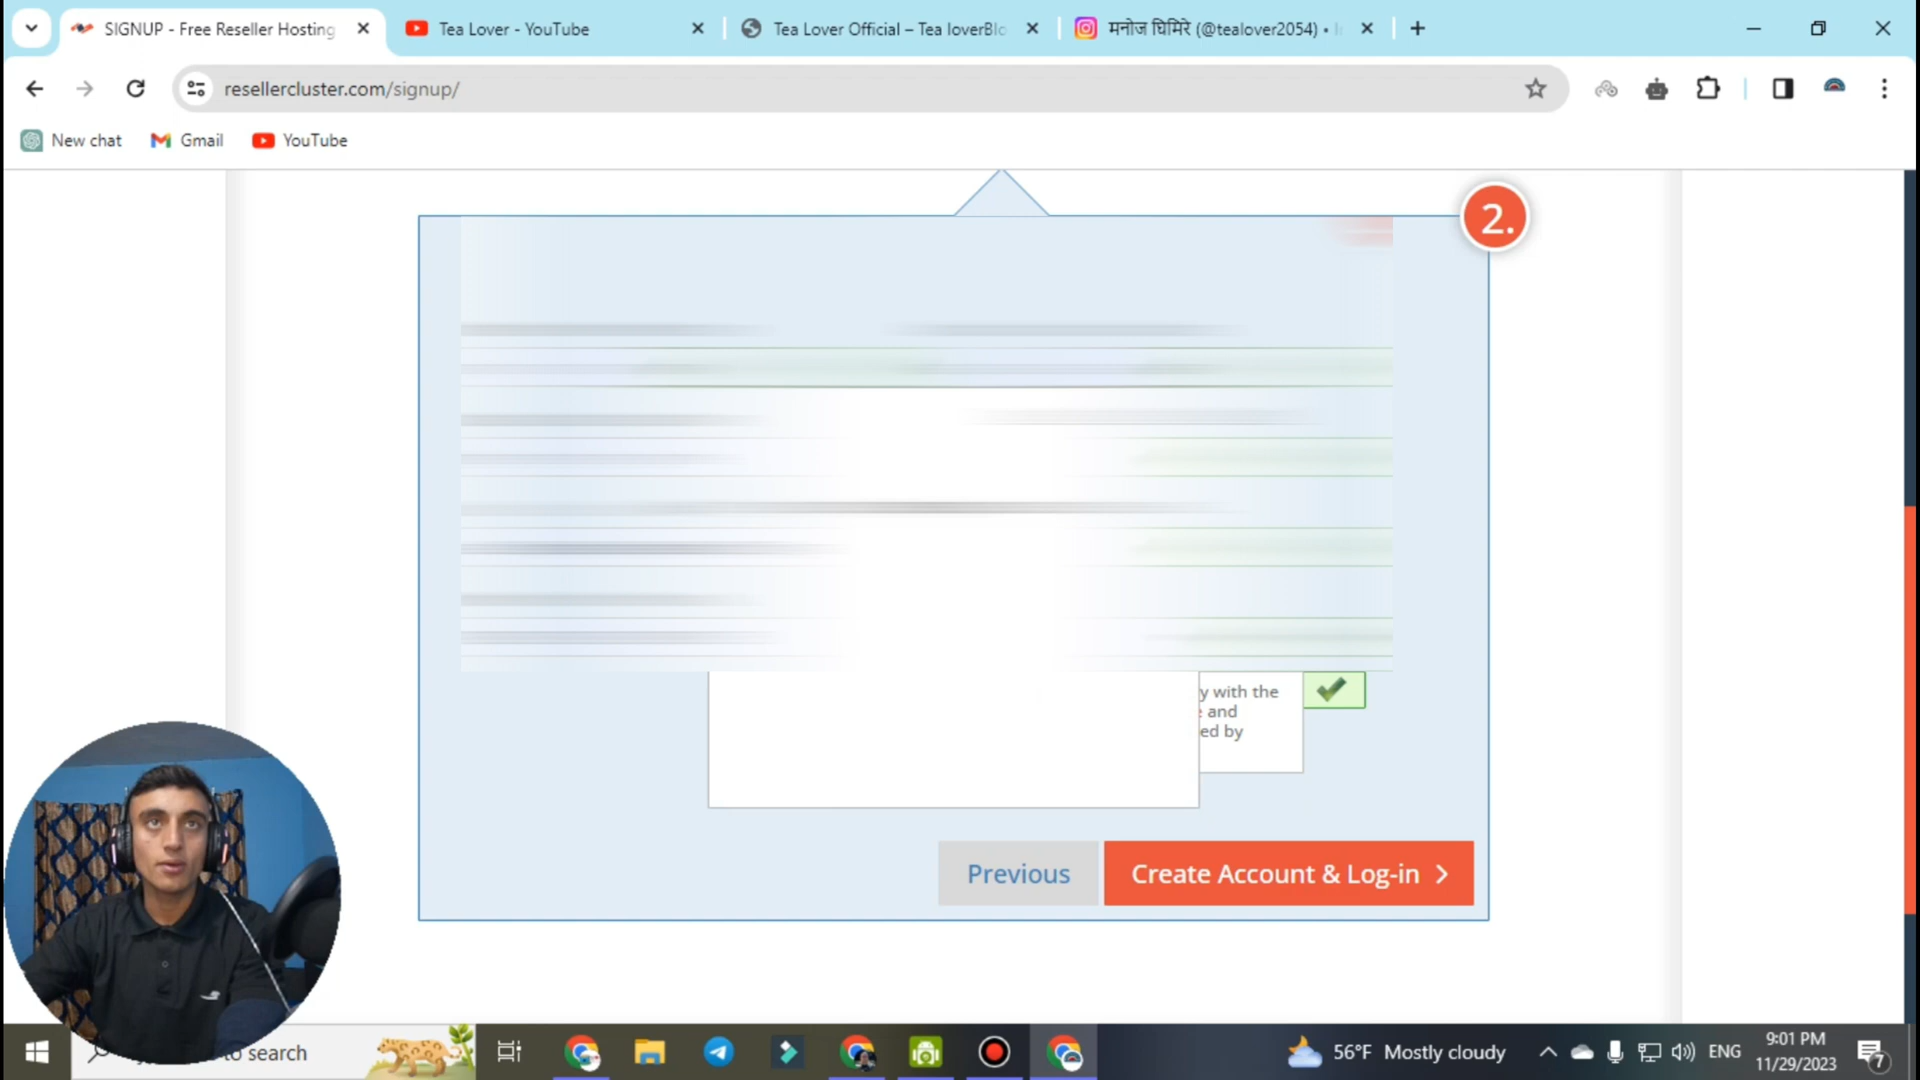 SIGNUP - Free Reseller Hosting
Tea Lover - YouTube
Tea Lover Official – Tea loverBlo
मनोज घिमिरे (@tealover2054) •
resellercluster.com/signup/
New chat
Gmail
YouTube
2.
y with the
and
ed by
Previous
Create Account & Log-in
to search
56°F Mostly cloudy
ENG
9:01 PM
11/29/2023
7